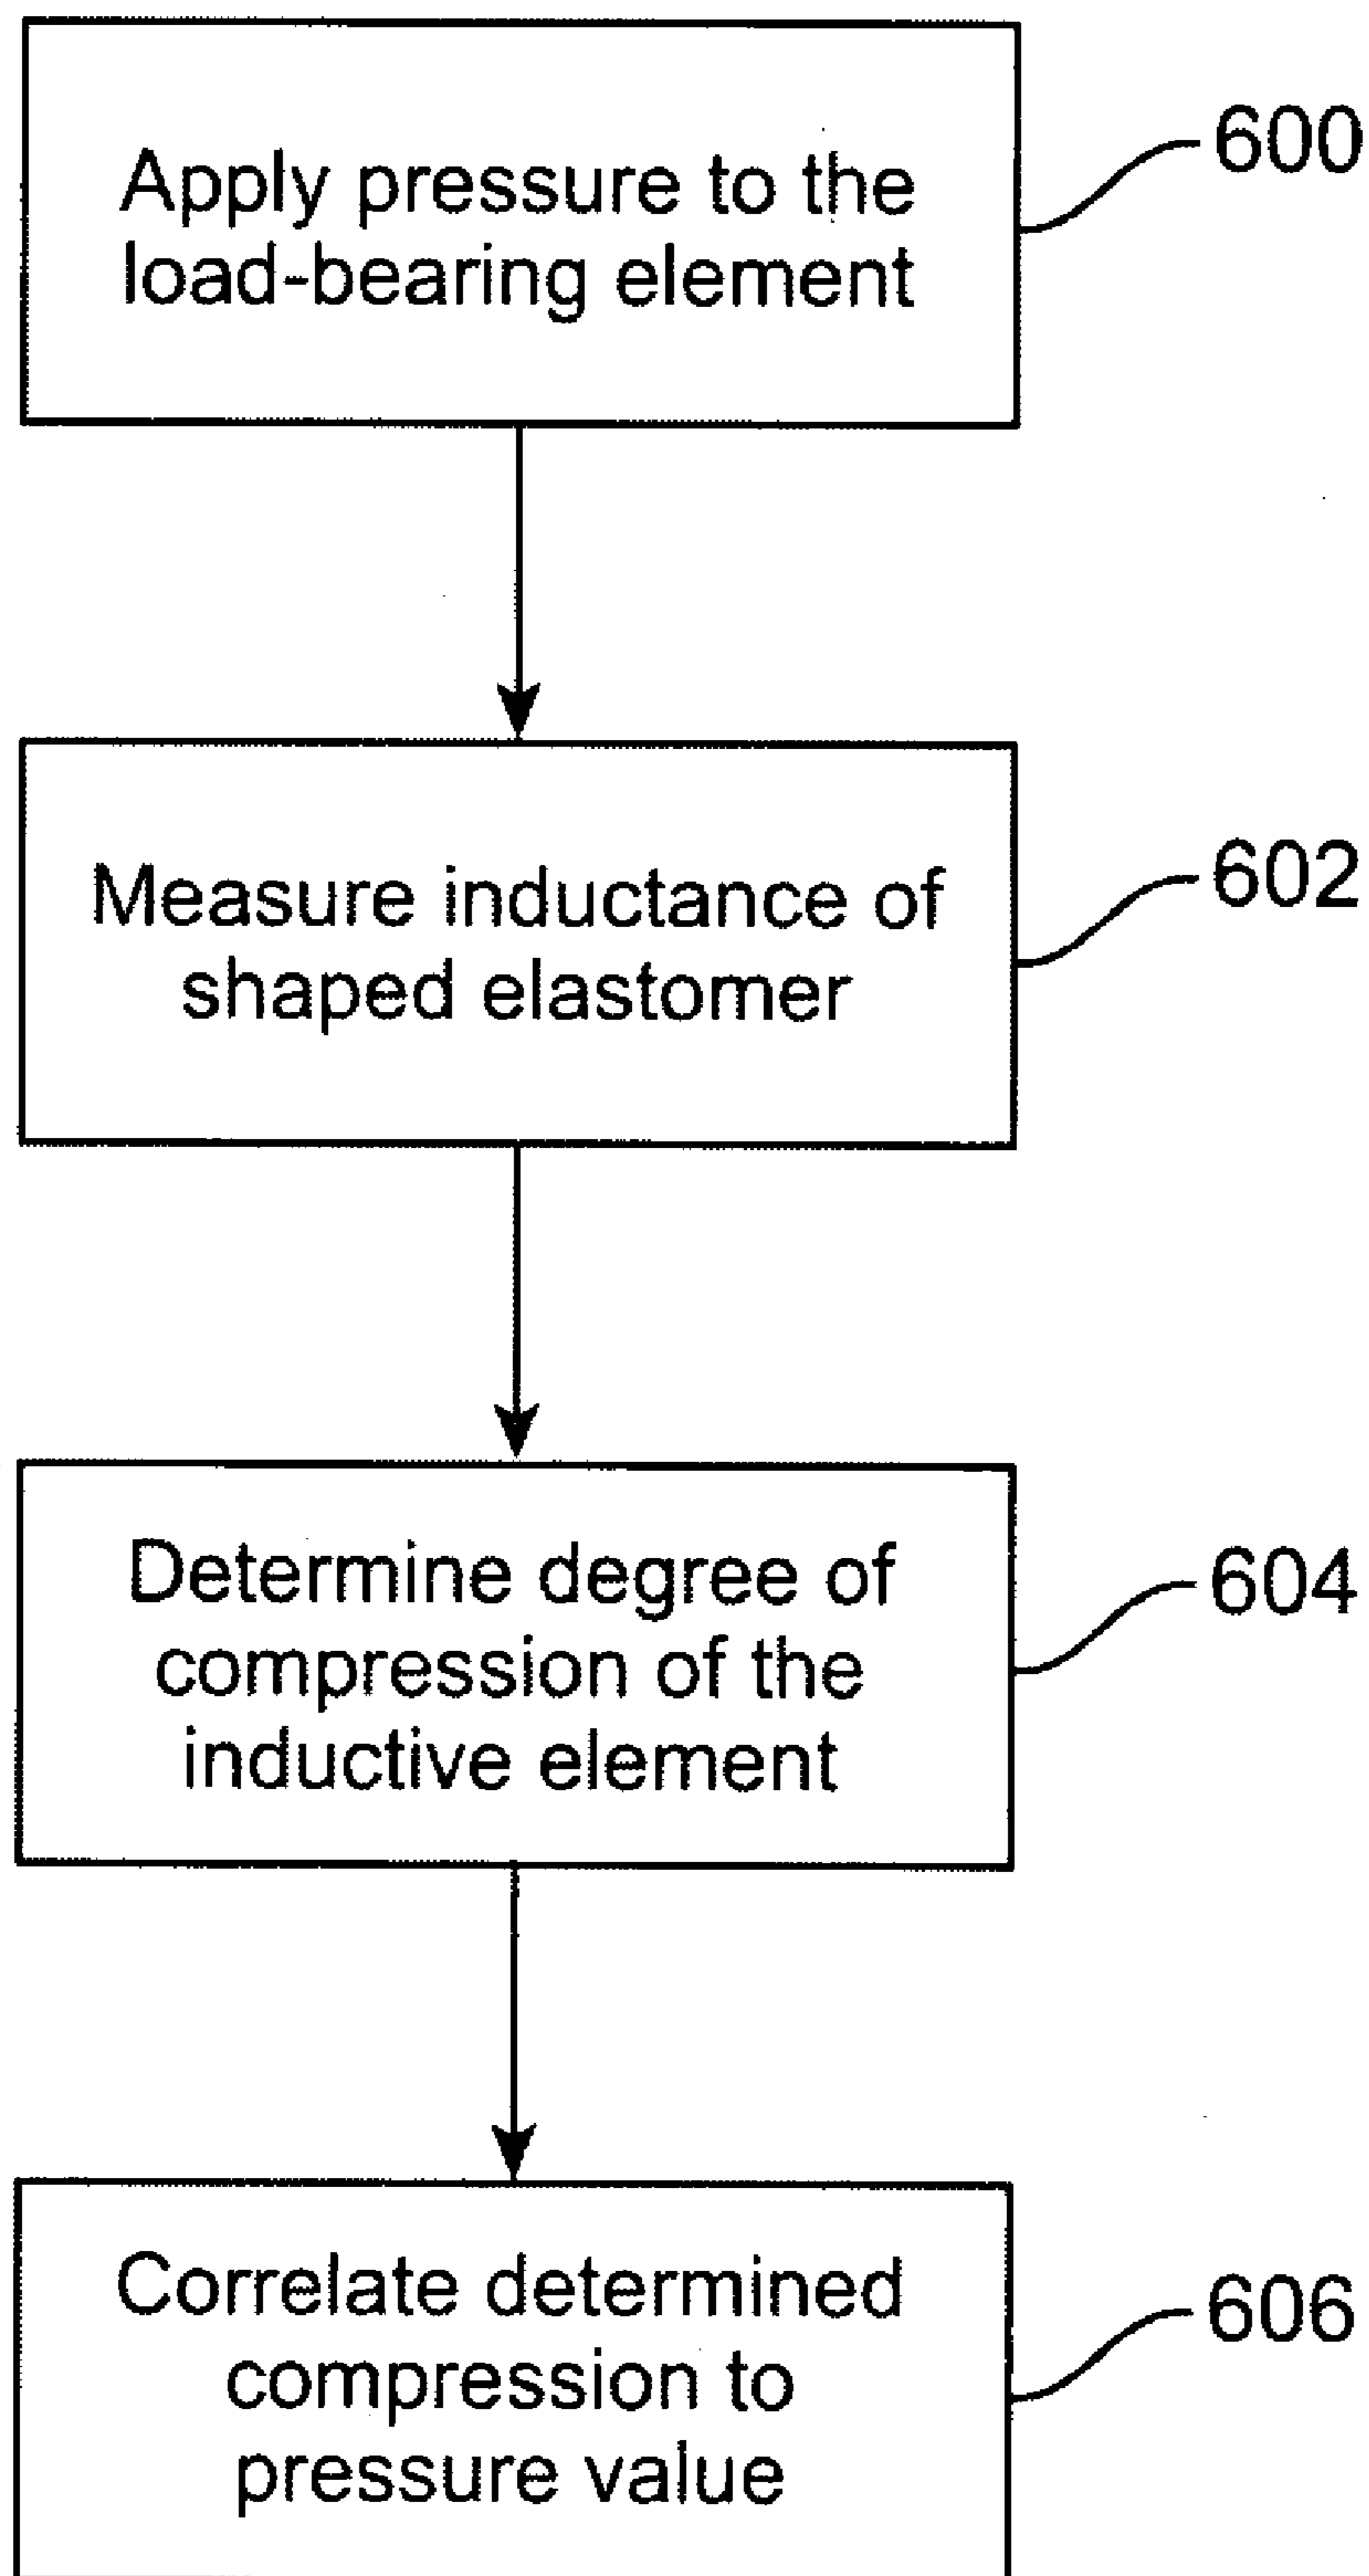 Apply pressure to the
load-bearing element
600
Measure inductance of
shaped elastomer
602
Determine degree of
compression of the
inductive element
604
Correlate determined
compression to
pressure value
606